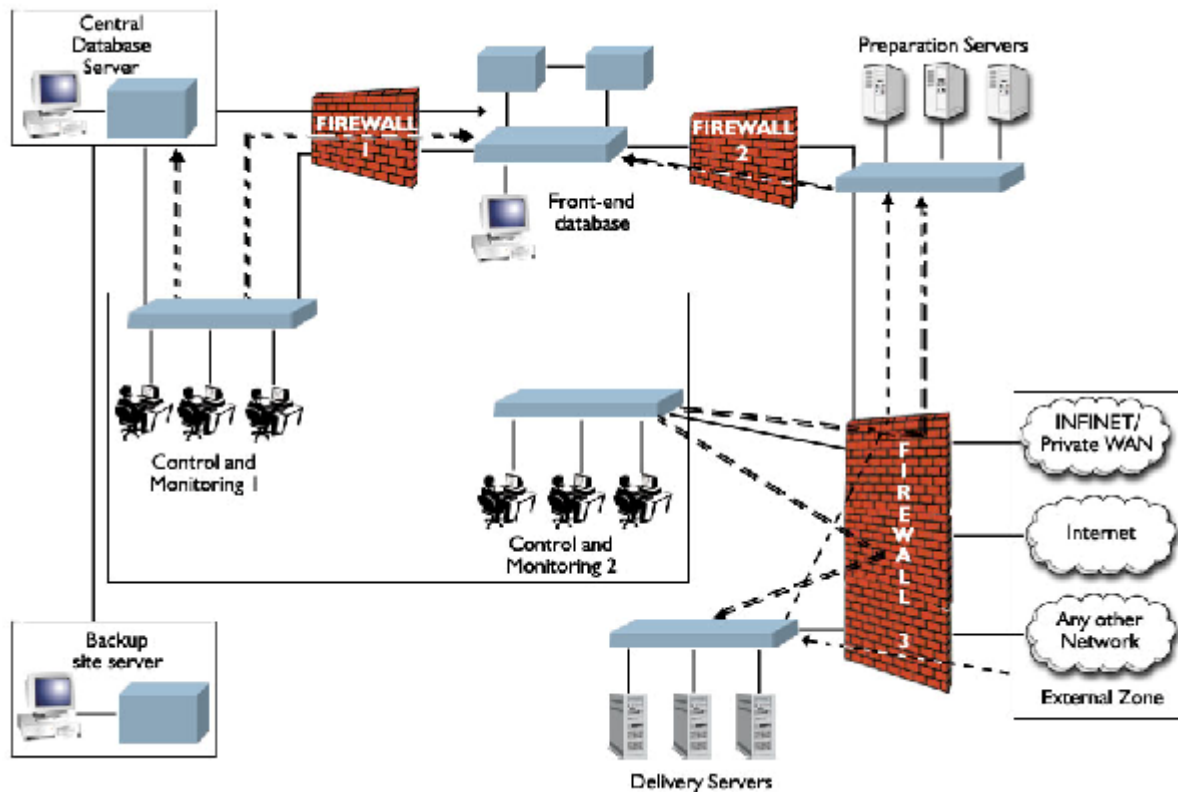 Central
Database
Server
Preparation Servers
FIREWALL
1
FIREWALL
2
Front-end
database
Control and
Monitoring 1
Control and
Monitoring 2
FIREWALL
3
INFINET/
Private WAN
Internet
Any other
Network
External Zone
Backup
site server
Delivery Servers